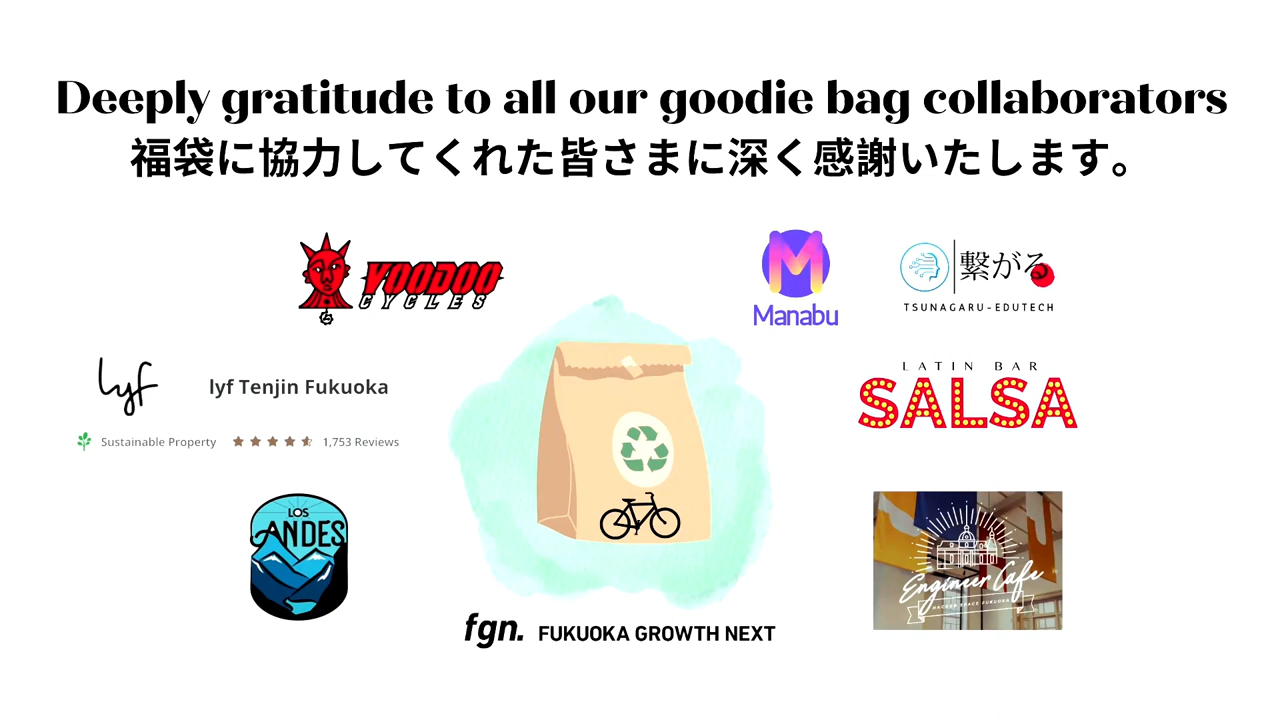 Deeply gratitude to all our goodie bag collaborators
福袋に協力してくれた皆さまに深く感謝いたします。
VOODOO
CYCLES
Manabu
繋がる
TSUNAGARU-EDUTECH
lyf
lyf Tenjin Fukuoka
Sustainable Property
1,753 Reviews
LATIN BAR
SALSA
LOS
ANDES
Engineer Cafe
HACKER SPACE FUKUOKA
fgn. FUKUOKA GROWTH NEXT